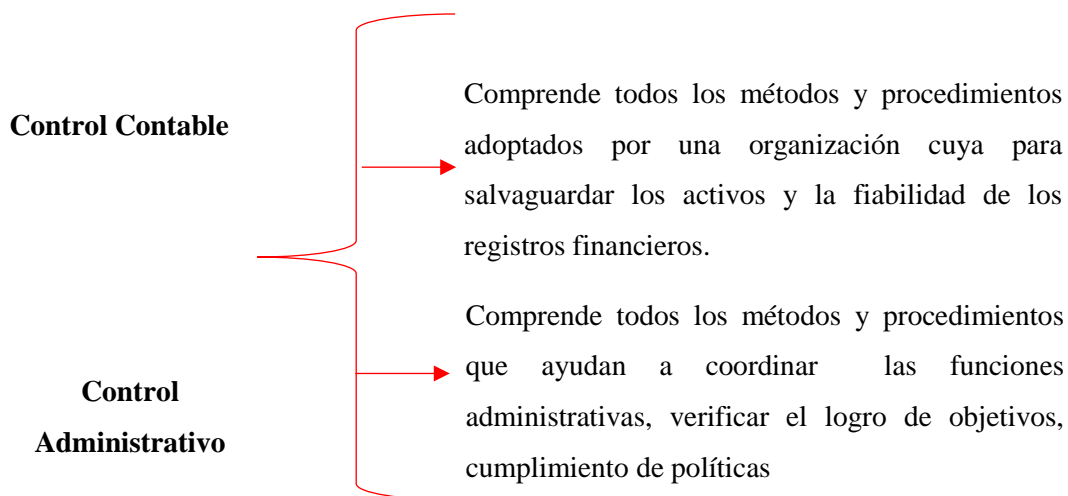 Control Contable
Comprende todos los métodos y procedimientos
adoptados por una organización cuya para
salvaguardar los activos y la fiabilidad de los
registros financieros.
Control
Administrativo
Comprende todos los métodos y procedimientos
que ayudan a coordinar las funciones
administrativas, verificar el logro de objetivos,
cumplimiento de políticas